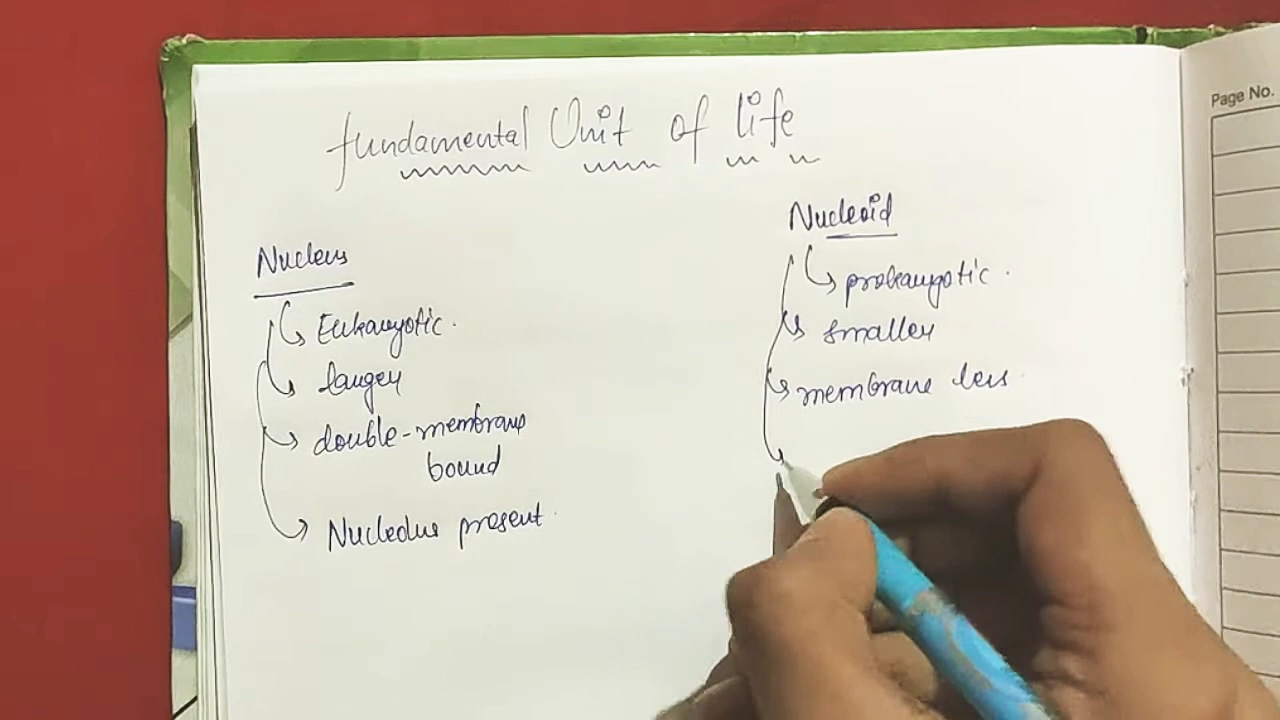 fundamental Unit of life
Page No.
Nucleus
Eukaryotic.
larger
double-membrane
bound
Nucleolus present.
Nucleoid
prokaryotic.
smaller
membrane less.